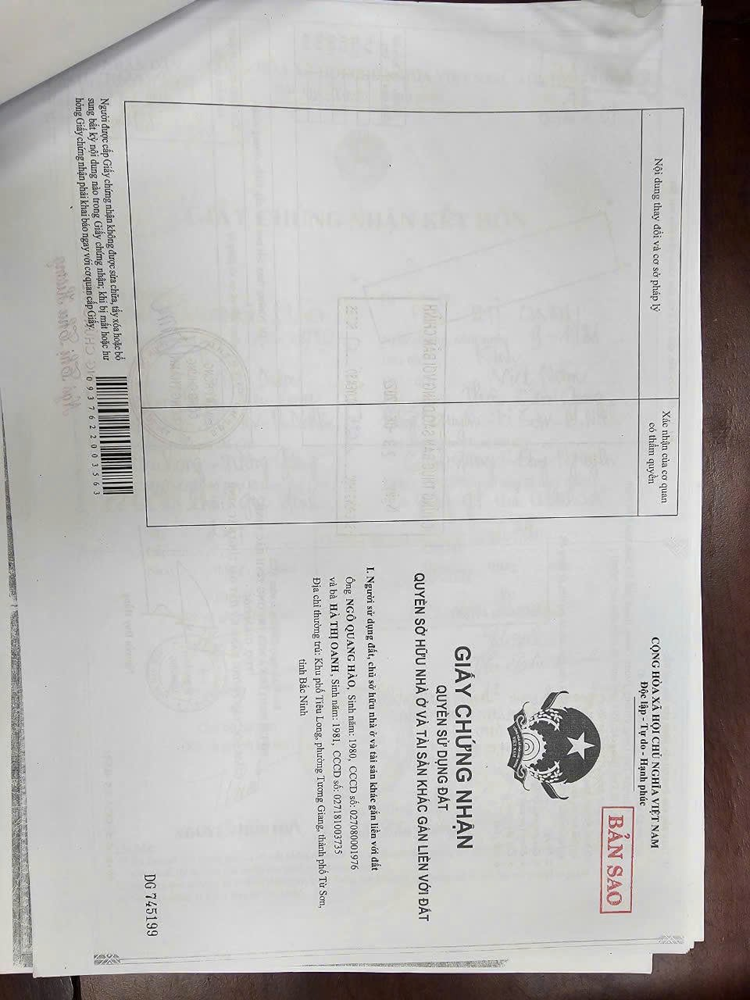 Nội dung thay đổi và cơ sở pháp lý
Xác nhận của cơ quan
có thẩm quyền
Người được cấp Giấy chứng nhận không được sửa chữa, tẩy xóa hoặc bổ
sung bất kỳ nội dung nào trong Giấy chứng nhận; khi bị mất hoặc hư
hỏng Giấy chứng nhận phải khai báo ngay với cơ quan cấp Giấy.
0937622003563
CỘNG HÒA XÃ HỘI CHỦ NGHĨA VIỆT NAM
Độc lập - Tự do - Hạnh phúc
BẢN SAO
VIỆT NAM
GIẤY CHỨNG NHẬN
QUYỀN SỬ DỤNG ĐẤT
QUYỀN SỞ HỮU NHÀ Ở VÀ TÀI SẢN KHÁC GẮN LIỀN VỚI ĐẤT
I. Người sử dụng đất, chủ sở hữu nhà ở và tài sản khác gắn liền với đất
Ông NGÔ QUANG HÀO, Sinh năm: 1980, CCCD số: 027080001976
và bà HÀ THỊ OANH, Sinh năm: 1981, CCCD số: 027181003735
Địa chỉ thường trú: Khu phố Tiêu Long, phường Tương Giang, thành phố Từ Sơn,
tỉnh Bắc Ninh
DG 745199